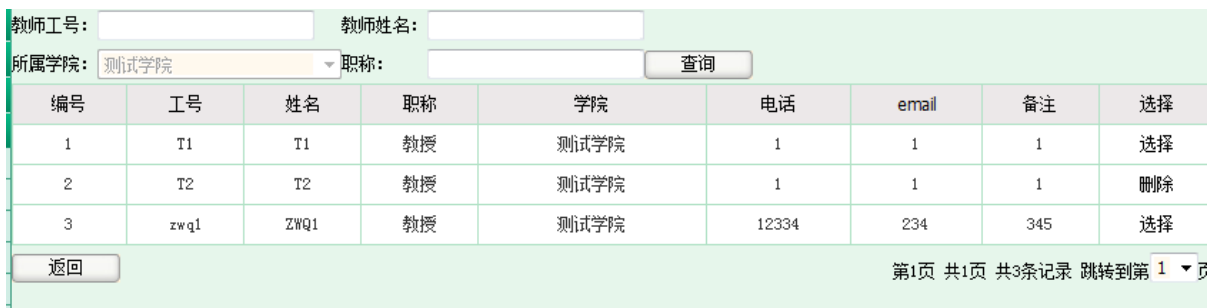 教师工号： 教师姓名：
所属学院： 测试学院 职称： 查询
编号 工号 姓名 职称 学院 电话 email 备注 选择
1 T1 T1 教授 测试学院 1 1 1 选择
2 T2 T2 教授 测试学院 1 1 1 删除
3 zwq1 ZWQ1 教授 测试学院 12334 234 345 选择
返回 第1页 共1页 共3条记录 跳转到第 1 页